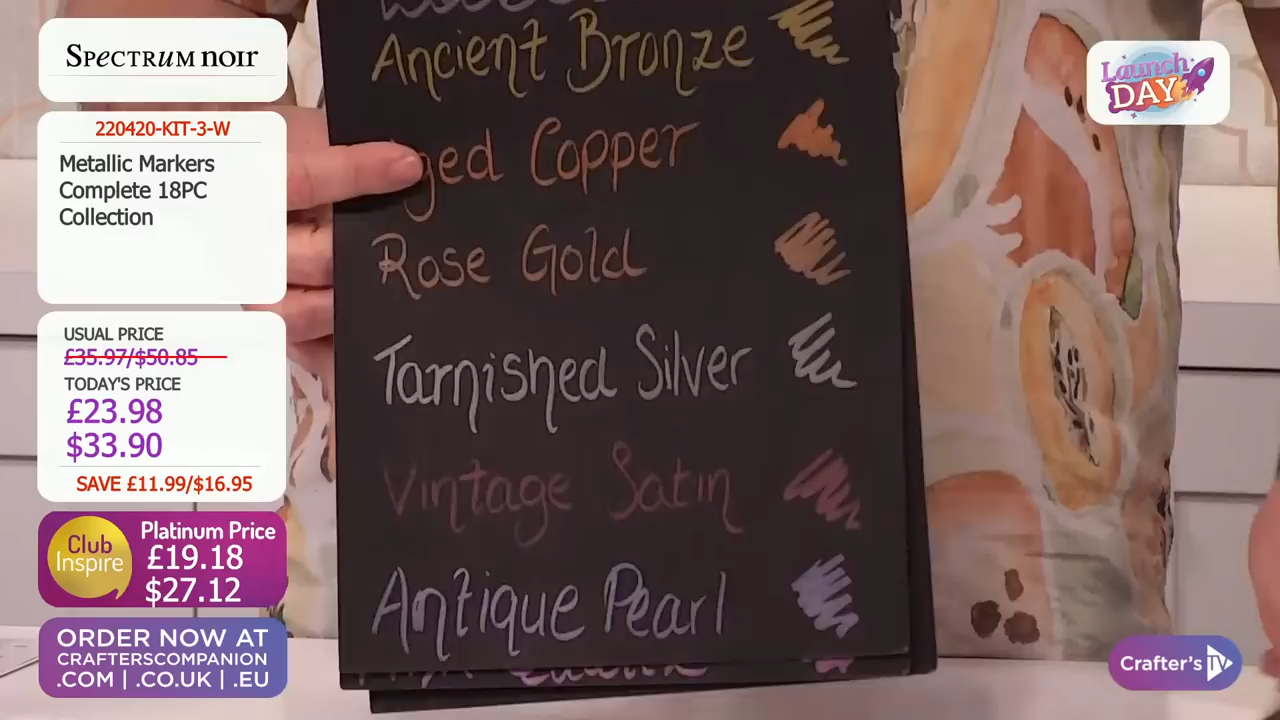 SPECTRUM NOIR
220420-KIT-3-W
Metallic Markers
Complete 18PC
Collection
USUAL PRICE
£35.97/$50.85
TODAY'S PRICE
£23.98
$33.90
SAVE £11.99/$16.95
Club
Inspire
Platinum Price
£19.18
$27.12
ORDER NOW AT
CRAFTERSCOMPANION
.COM | .CO.UK | .EU
Ancient Bronze
ged Copper
Rose Gold
Tarnished Silver
Vintage Satin
Antique Pearl
Launch
DAY
Crafter's TV